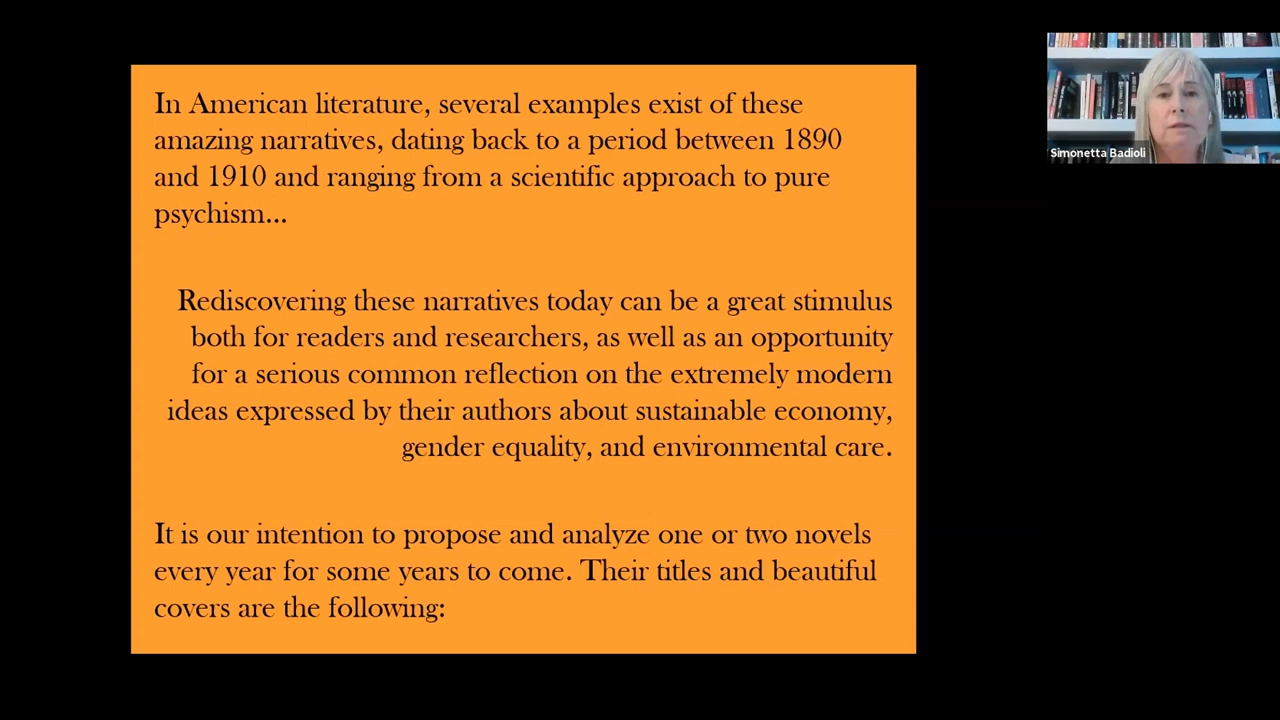 In American literature, several examples exist of these
amazing narratives, dating back to a period between 1890
and 1910 and ranging from a scientific approach to pure
psychism...
Rediscovering these narratives today can be a great stimulus
both for readers and researchers, as well as an opportunity
for a serious common reflection on the extremely modern
ideas expressed by their authors about sustainable economy,
gender equality, and environmental care.
It is our intention to propose and analyze one or two novels
every year for some years to come. Their titles and beautiful
covers are the following:
Simonetta Badioli